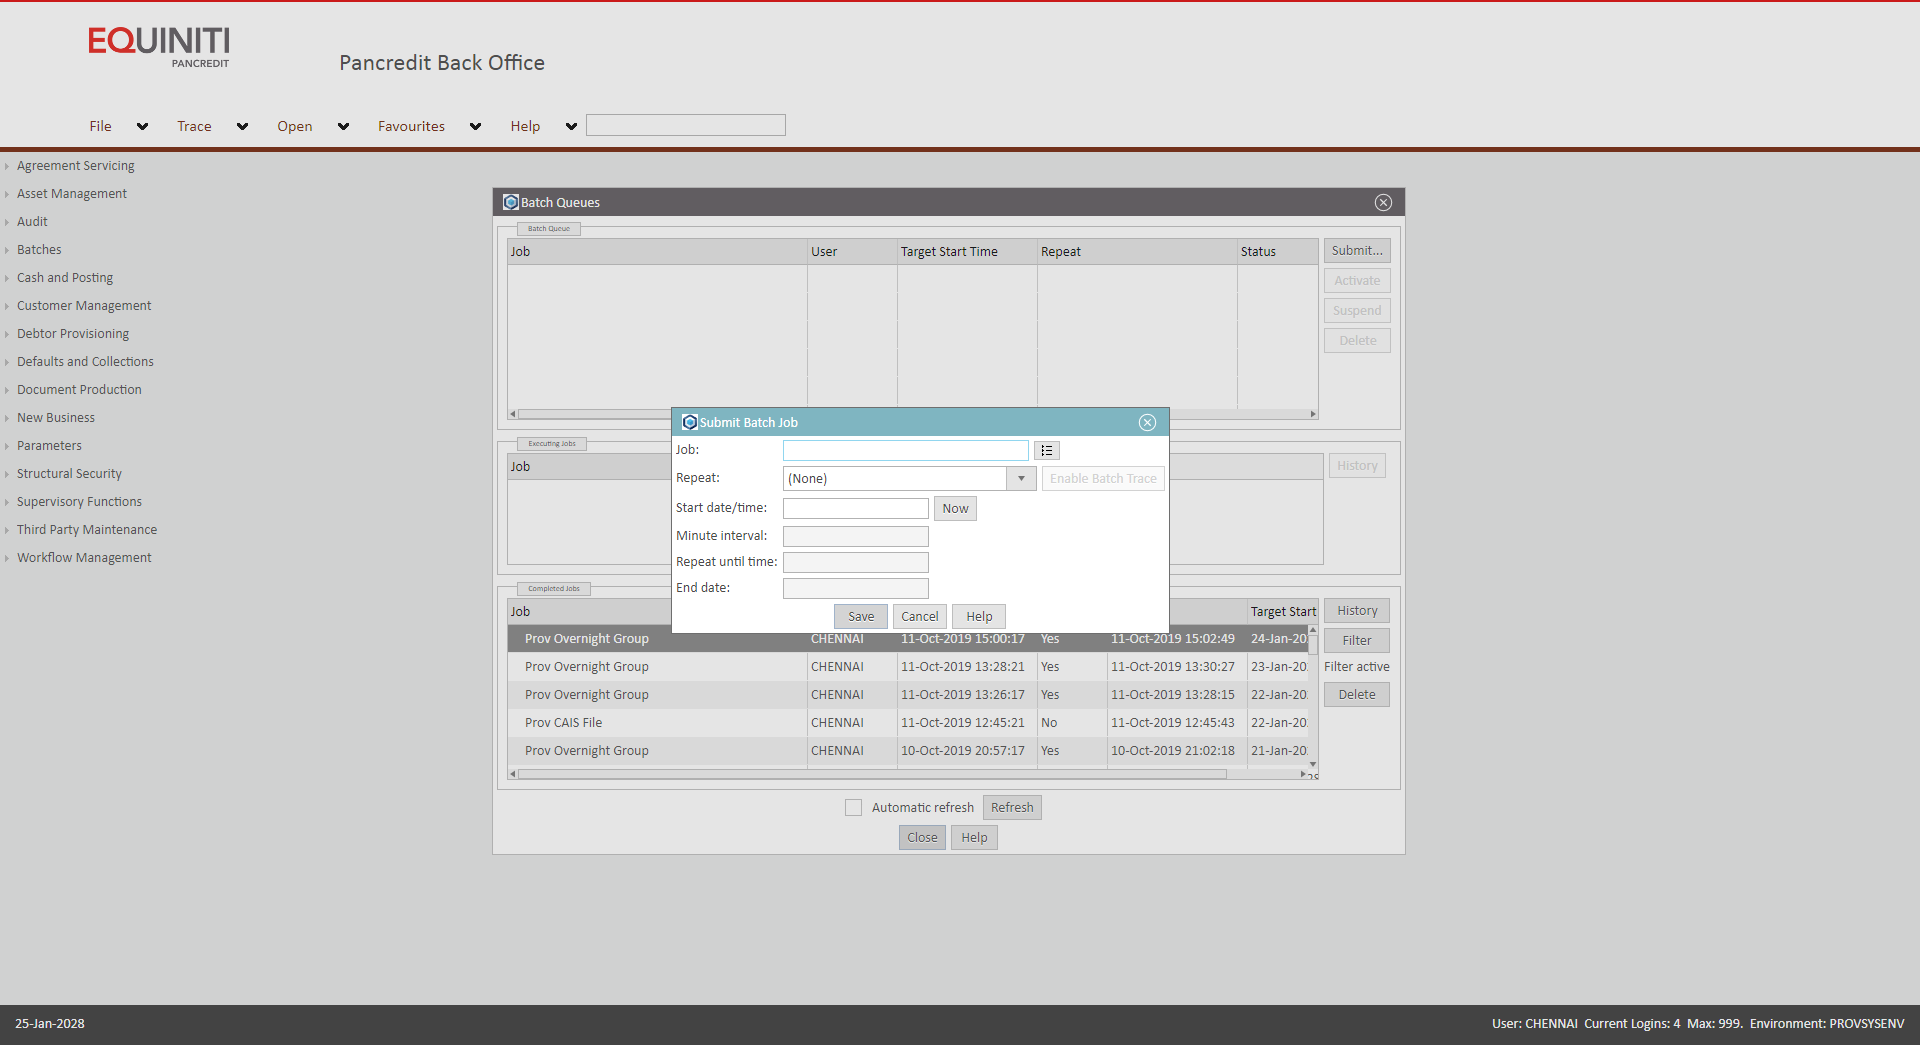 EQUINITI
PANCREDIT
Pancredit Back Office
File Trace Open Favourites Help
Agreement Servicing
Asset Management
Audit
Batches
Cash and Posting
Customer Management
Debtor Provisioning
Defaults and Collections
Document Production
New Business
Parameters
Structural Security
Supervisory Functions
Third Party Maintenance
Workflow Management
Batch Queues
Batch Queue
Job User Target Start Time Repeat Status
Submit...
Activate
Suspend
Delete
Executing Jobs
Job
History
Submit Batch Job
Job:
Repeat: (None) Enable Batch Trace
Start date/time: Now
Minute interval:
Repeat until time:
End date:
Save Cancel Help
Completed Jobs
Job Target Start
Prov Overnight Group CHENNAI 11-Oct-2019 15:00:17 Yes 11-Oct-2019 15:02:49 24-Jan-20
Prov Overnight Group CHENNAI 11-Oct-2019 13:28:21 Yes 11-Oct-2019 13:30:27 23-Jan-20
Prov Overnight Group CHENNAI 11-Oct-2019 13:26:17 Yes 11-Oct-2019 13:28:15 22-Jan-20
Prov CAIS File CHENNAI 11-Oct-2019 12:45:21 No 11-Oct-2019 12:45:43 22-Jan-20
Prov Overnight Group CHENNAI 10-Oct-2019 20:57:17 Yes 10-Oct-2019 21:02:18 21-Jan-20
History
Filter
Filter active
Delete
Automatic refresh Refresh
Close Help
25-Jan-2028
User: CHENNAI Current Logins: 4 Max: 999. Environment: PROVSYSENV